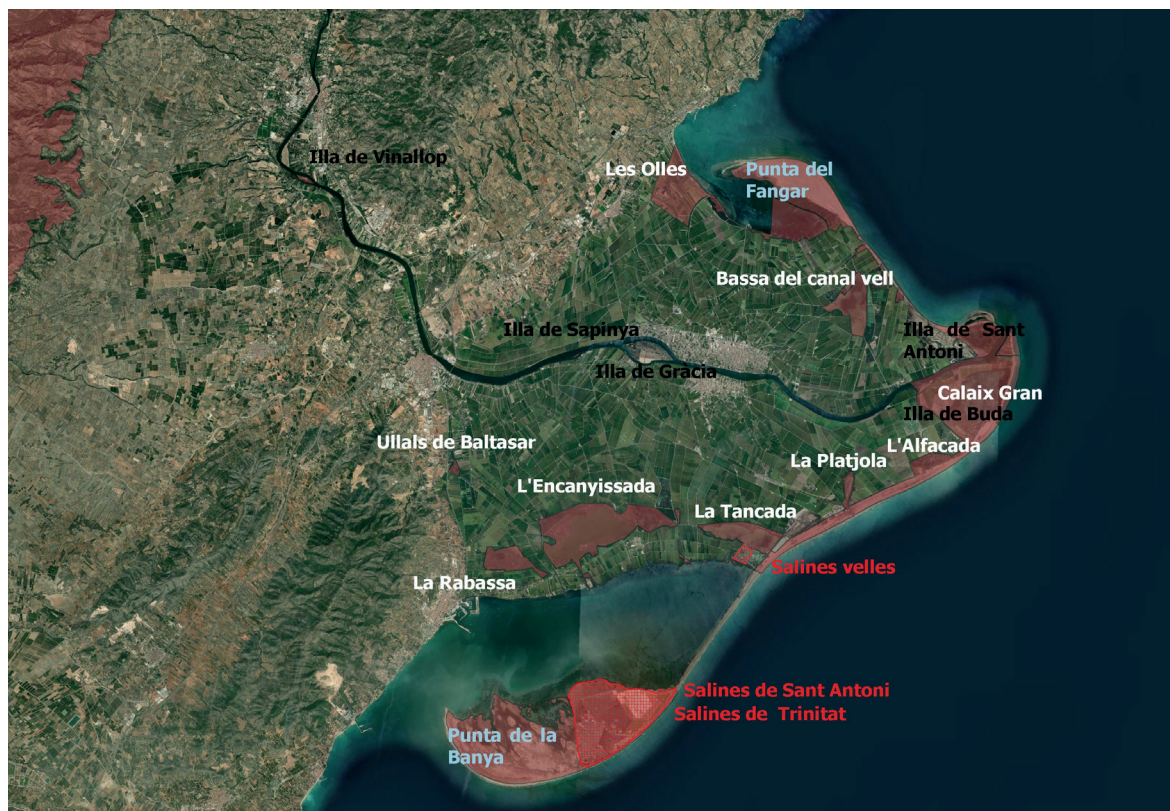 Illa de Vinallop
Les Olles
Punta del
Fangar
Bassa del canal vell
Illa de Sapinya
Illa de Sant
Antoni
Illa de Gràcia
Calaix Gran
Illa de Buda
Ullals de Baltasar
L'Alfacada
La Platjola
L'Encanyissada
La Tancada
Salines velles
La Rabassa
Salines de Sant Antoni
Salines de Trinitat
Punta de la
Banya